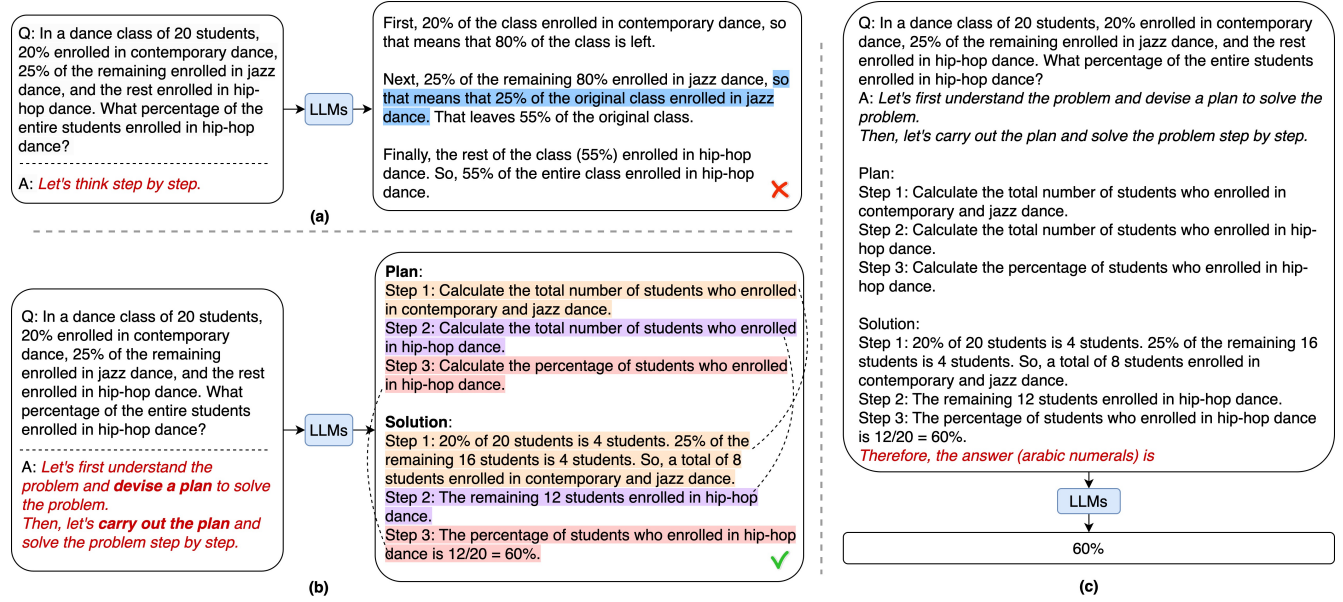 Q: In a dance class of 20 students,
20% enrolled in contemporary dance,
25% of the remaining enrolled in jazz
dance, and the rest enrolled in hip-
hop dance. What percentage of the
entire students enrolled in hip-hop
dance?
A: Let's think step by step.
LLMs
First, 20% of the class enrolled in contemporary dance, so
that means that 80% of the class is left.
Next, 25% of the remaining 80% enrolled in jazz dance, so
that means that 25% of the original class enrolled in jazz
dance. That leaves 55% of the original class.
Finally, the rest of the class (55%) enrolled in hip-hop
dance. So, 55% of the entire class enrolled in hip-hop
dance.
(a)
Q: In a dance class of 20 students,
20% enrolled in contemporary
dance, 25% of the remaining
enrolled in jazz dance, and the rest
enrolled in hip-hop dance. What
percentage of the entire students
enrolled in hip-hop dance?
A: Let's first understand the
problem and devise a plan to solve
the problem.
Then, let's carry out the plan and
solve the problem step by step.
LLMs
Plan:
Step 1: Calculate the total number of students who enrolled
in contemporary and jazz dance.
Step 2: Calculate the total number of students who enrolled
in hip-hop dance.
Step 3: Calculate the percentage of students who enrolled
in hip-hop dance.
Solution:
Step 1: 20% of 20 students is 4 students. 25% of the
remaining 16 students is 4 students. So, a total of 8
students enrolled in contemporary and jazz dance.
Step 2: The remaining 12 students enrolled in hip-hop
dance.
Step 3: The percentage of students who enrolled in hip-hop
dance is 12/20 = 60%.
(b)
Q: In a dance class of 20 students, 20% enrolled in contemporary
dance, 25% of the remaining enrolled in jazz dance, and the rest
enrolled in hip-hop dance. What percentage of the entire students
enrolled in hip-hop dance?
A: Let's first understand the problem and devise a plan to solve the
problem.
Then, let's carry out the plan and solve the problem step by step.
Plan:
Step 1: Calculate the total number of students who enrolled in
contemporary and jazz dance.
Step 2: Calculate the total number of students who enrolled in hip-
hop dance.
Step 3: Calculate the percentage of students who enrolled in hip-
hop dance.
Solution:
Step 1: 20% of 20 students is 4 students. 25% of the remaining 16
students is 4 students. So, a total of 8 students enrolled in
contemporary and jazz dance.
Step 2: The remaining 12 students enrolled in hip-hop dance.
Step 3: The percentage of students who enrolled in hip-hop dance
is 12/20 = 60%.
Therefore, the answer (arabic numerals) is
LLMs
60%
(c)